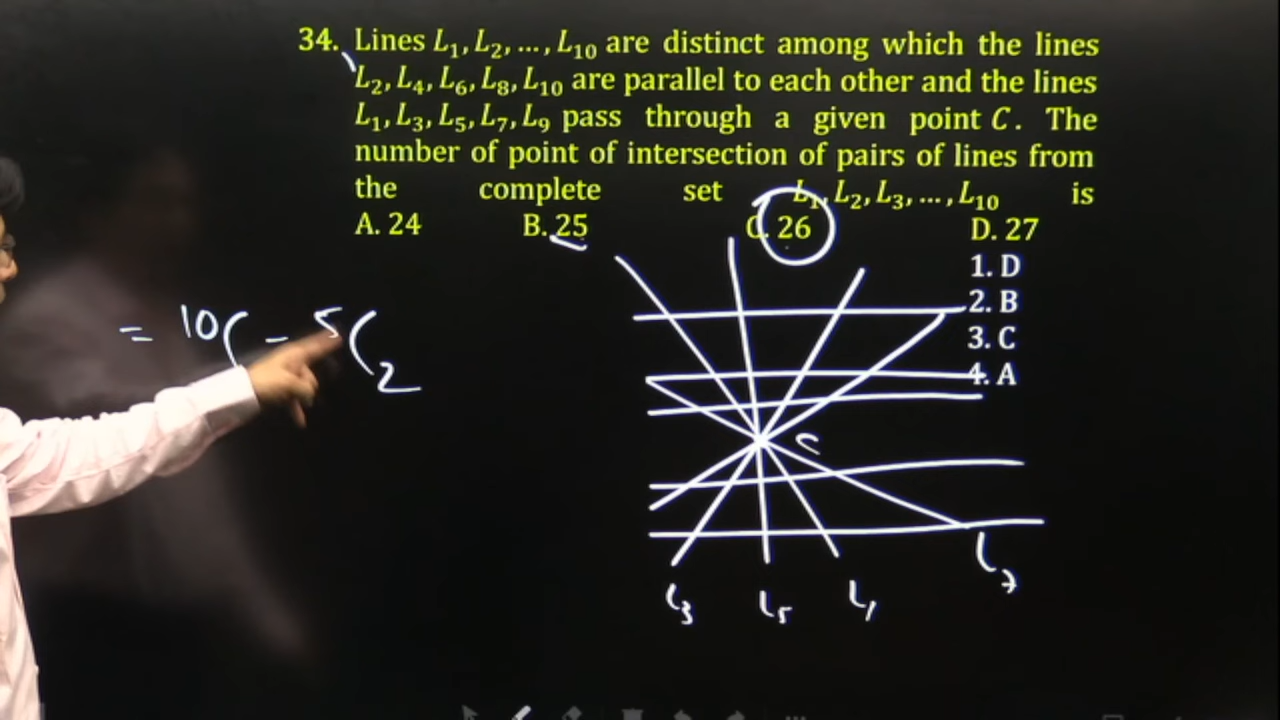 34. Lines L₁, L₂, ..., L₁₀ are distinct among which the lines
L₂, L₄, L₆, L₈, L₁₀ are parallel to each other and the lines
L₁, L₃, L₅, L₇, L₉ pass through a given point C. The
number of point of intersection of pairs of lines from
the complete set L₁, L₂, L₃, ..., L₁₀ is
A. 24 B. 25 C. 26 D. 27
1. D
2. B
3. C
4. A
= 10C - ⁵C₂
C
L₃ L₅ L₁ L₇